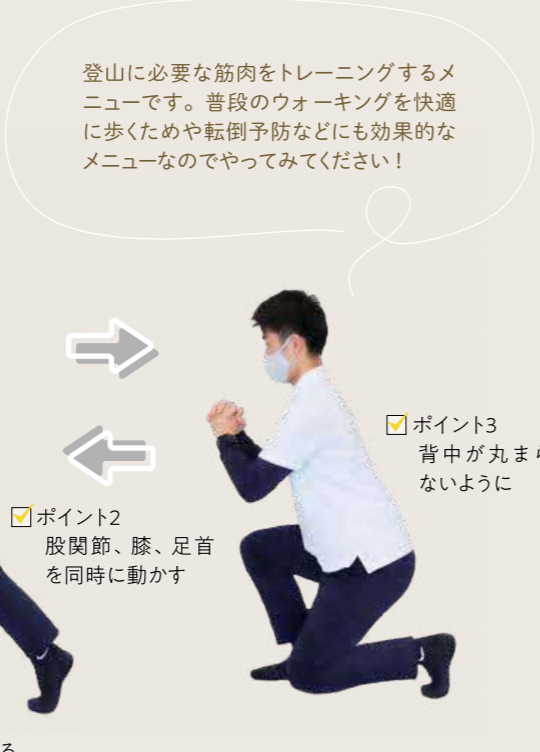 登山に必要な筋肉をトレーニングするメ
ニューです。普段のウォーキングを快適
に歩くためや転倒予防などにも効果的な
メニューなのでやってみてください！
ポイント3
背中が丸まら
ないように
ポイント2
股関節、膝、足首
を同時に動かす
る